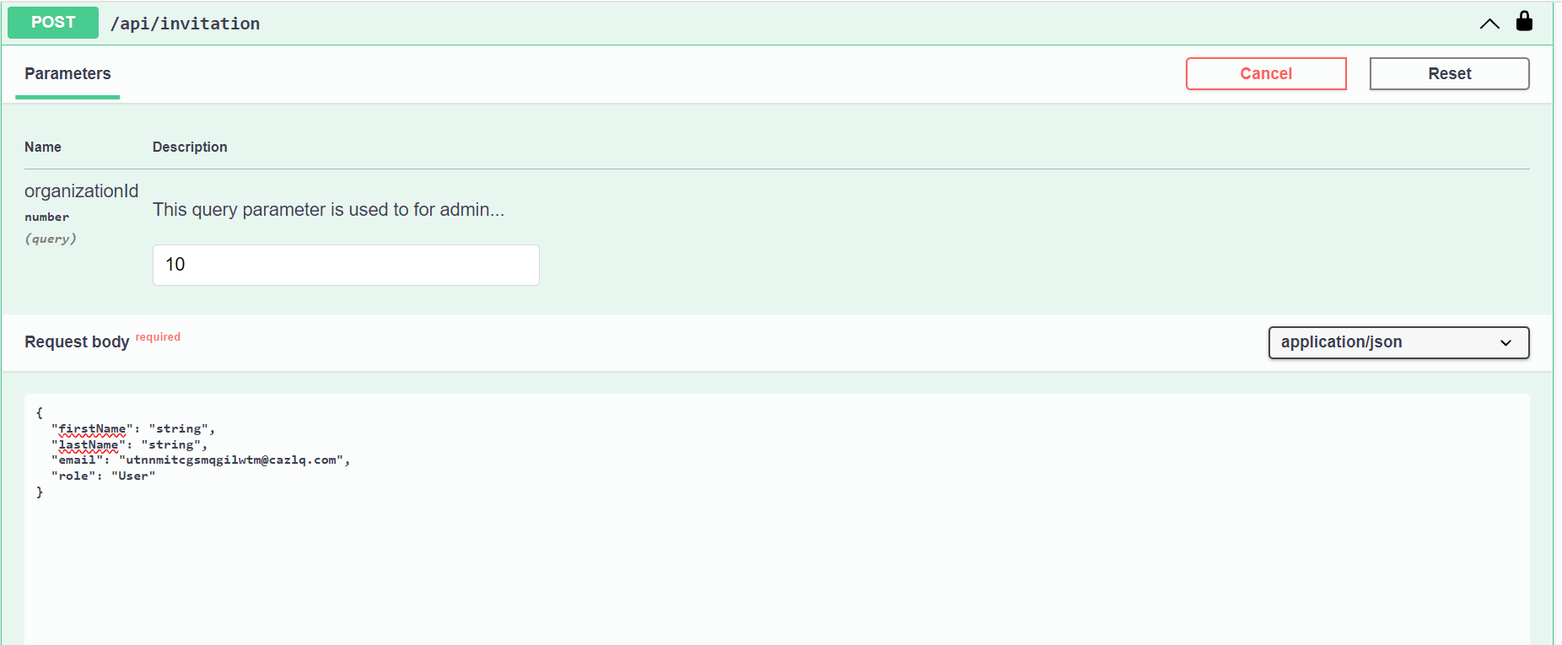 POST /api/invitation
Parameters Cancel Reset
Name Description
organizationId
number
(query)
This query parameter is used to for admin...
10
Request body required application/json
{
"firstName": "string",
"lastName": "string",
"email": "utnnmitcgsmqgilwtm@cazlq.com",
"role": "User"
}